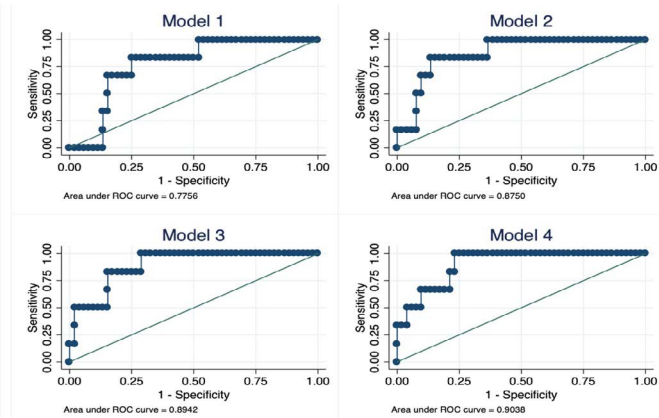 Model 1
Sensitivity
0.00 0.25 0.50 0.75 1.00
0.00 0.25 0.50 0.75 1.00
1 - Specificity
Area under ROC curve = 0.7756
Model 2
Sensitivity
0.00 0.25 0.50 0.75 1.00
0.00 0.25 0.50 0.75 1.00
1 - Specificity
Area under ROC curve = 0.8750
Model 3
Sensitivity
0.00 0.25 0.50 0.75 1.00
0.00 0.25 0.50 0.75 1.00
1 - Specificity
Area under ROC curve = 0.8942
Model 4
Sensitivity
0.00 0.25 0.50 0.75 1.00
0.00 0.25 0.50 0.75 1.00
1 - Specificity
Area under ROC curve = 0.9038